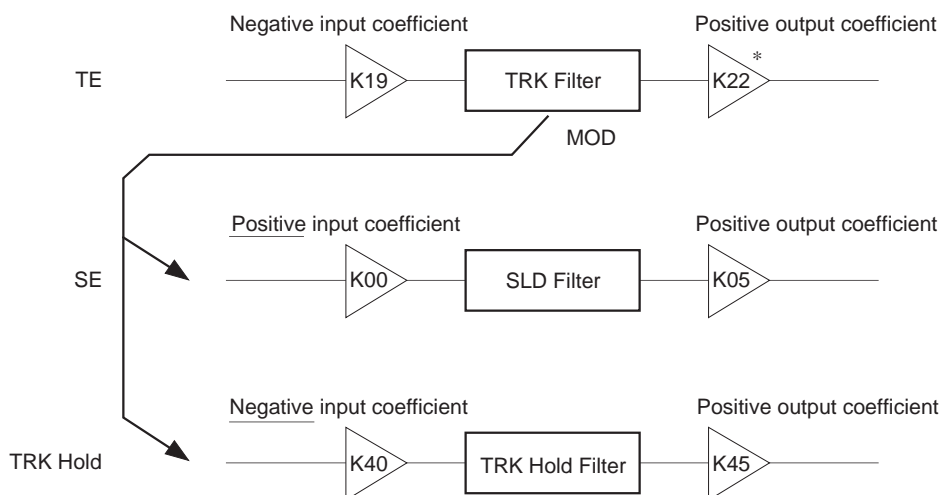 Negative input coefficient
Positive output coefficient
TE
K19
TRK Filter
K22
*
MOD
Positive input coefficient
Positive output coefficient
SE
K00
SLD Filter
K05
Negative input coefficient
Positive output coefficient
TRK Hold
K40
TRK Hold Filter
K45